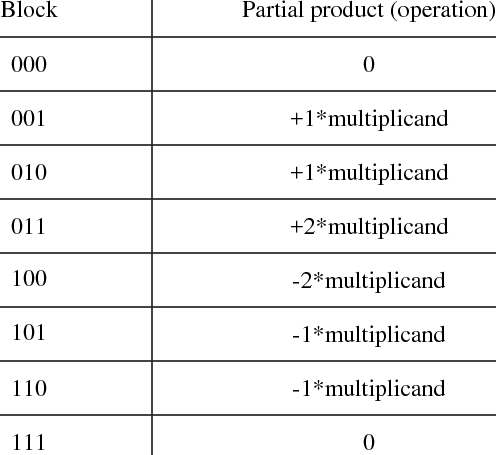 Block Partial product (operation)
000 0
001 +1*multiplicand
010 +1*multiplicand
011 +2*multiplicand
100 -2*multiplicand
101 -1*multiplicand
110 -1*multiplicand
111 0